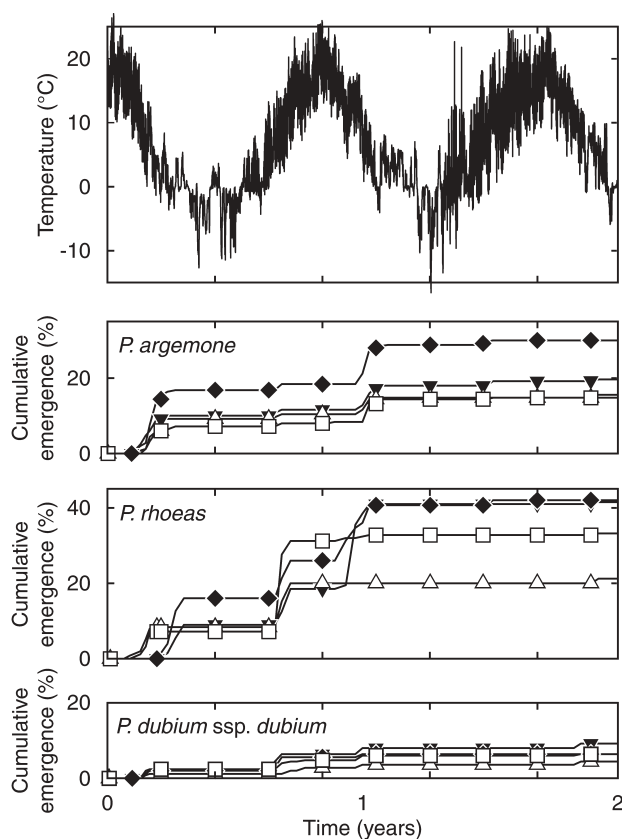 20
10
0
-10
Temperature (°C)
P. argemone
20
0
Cumulative
emergence (%)
P. rhoeas
40
20
0
Cumulative
emergence (%)
P. dubium ssp. dubium
20
0
Cumulative
emergence (%)
0
1
2
Time (years)